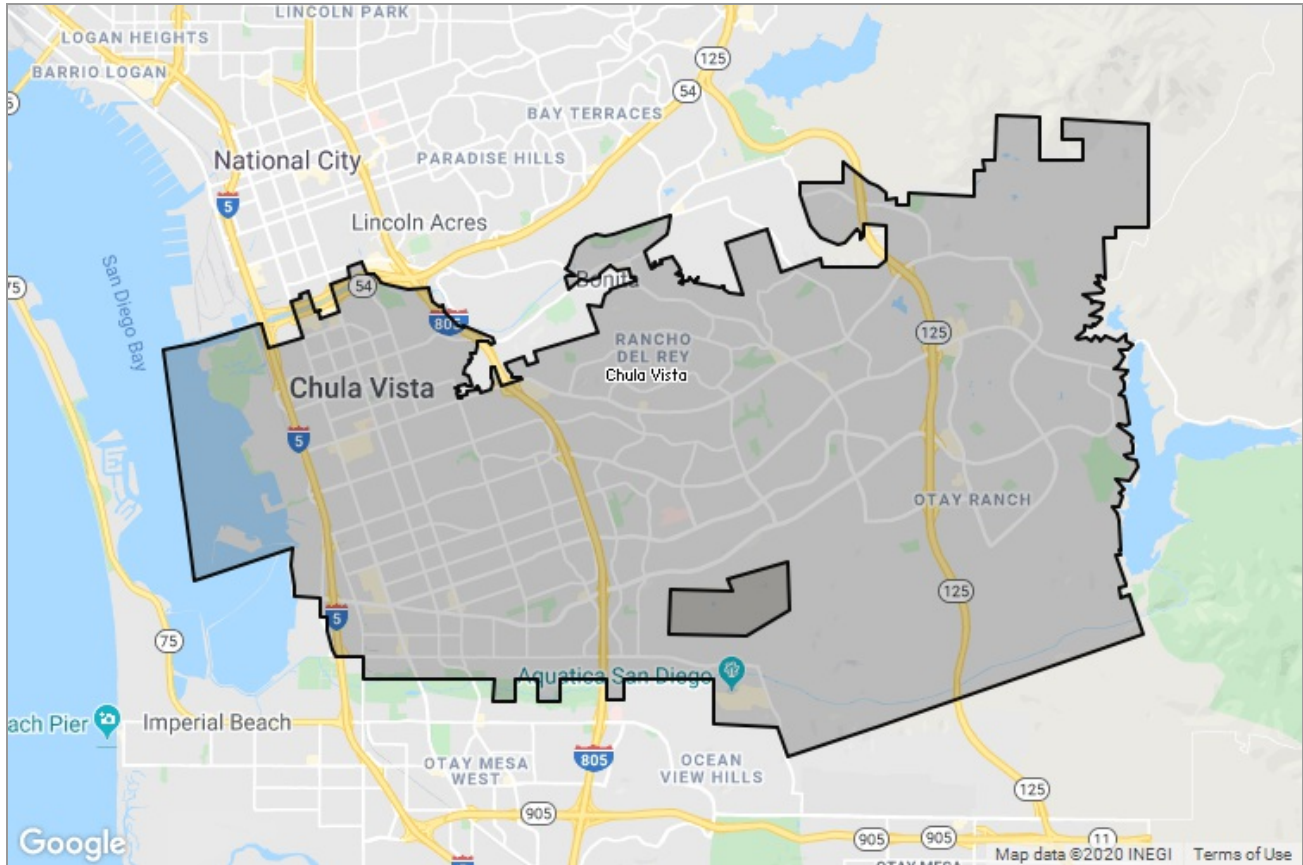 LINCOLN PARK
LOGAN HEIGHTS
BARRIO LOGAN
125
54
BAY TERRACES
National City
PARADISE HILLS
5
Lincoln Acres
San Diego Bay
75
54
Bonita
805
RANCHO
DEL REY
Chula Vista
Chula Vista
125
5
OTAY RANCH
125
5
75
Aquatica San Diego
ach Pier
Imperial Beach
OTAY MESA
WEST
805
OCEAN
VIEW HILLS
125
905
905
905
11
Google
Map data ©2020 INEGI
Terms of Use